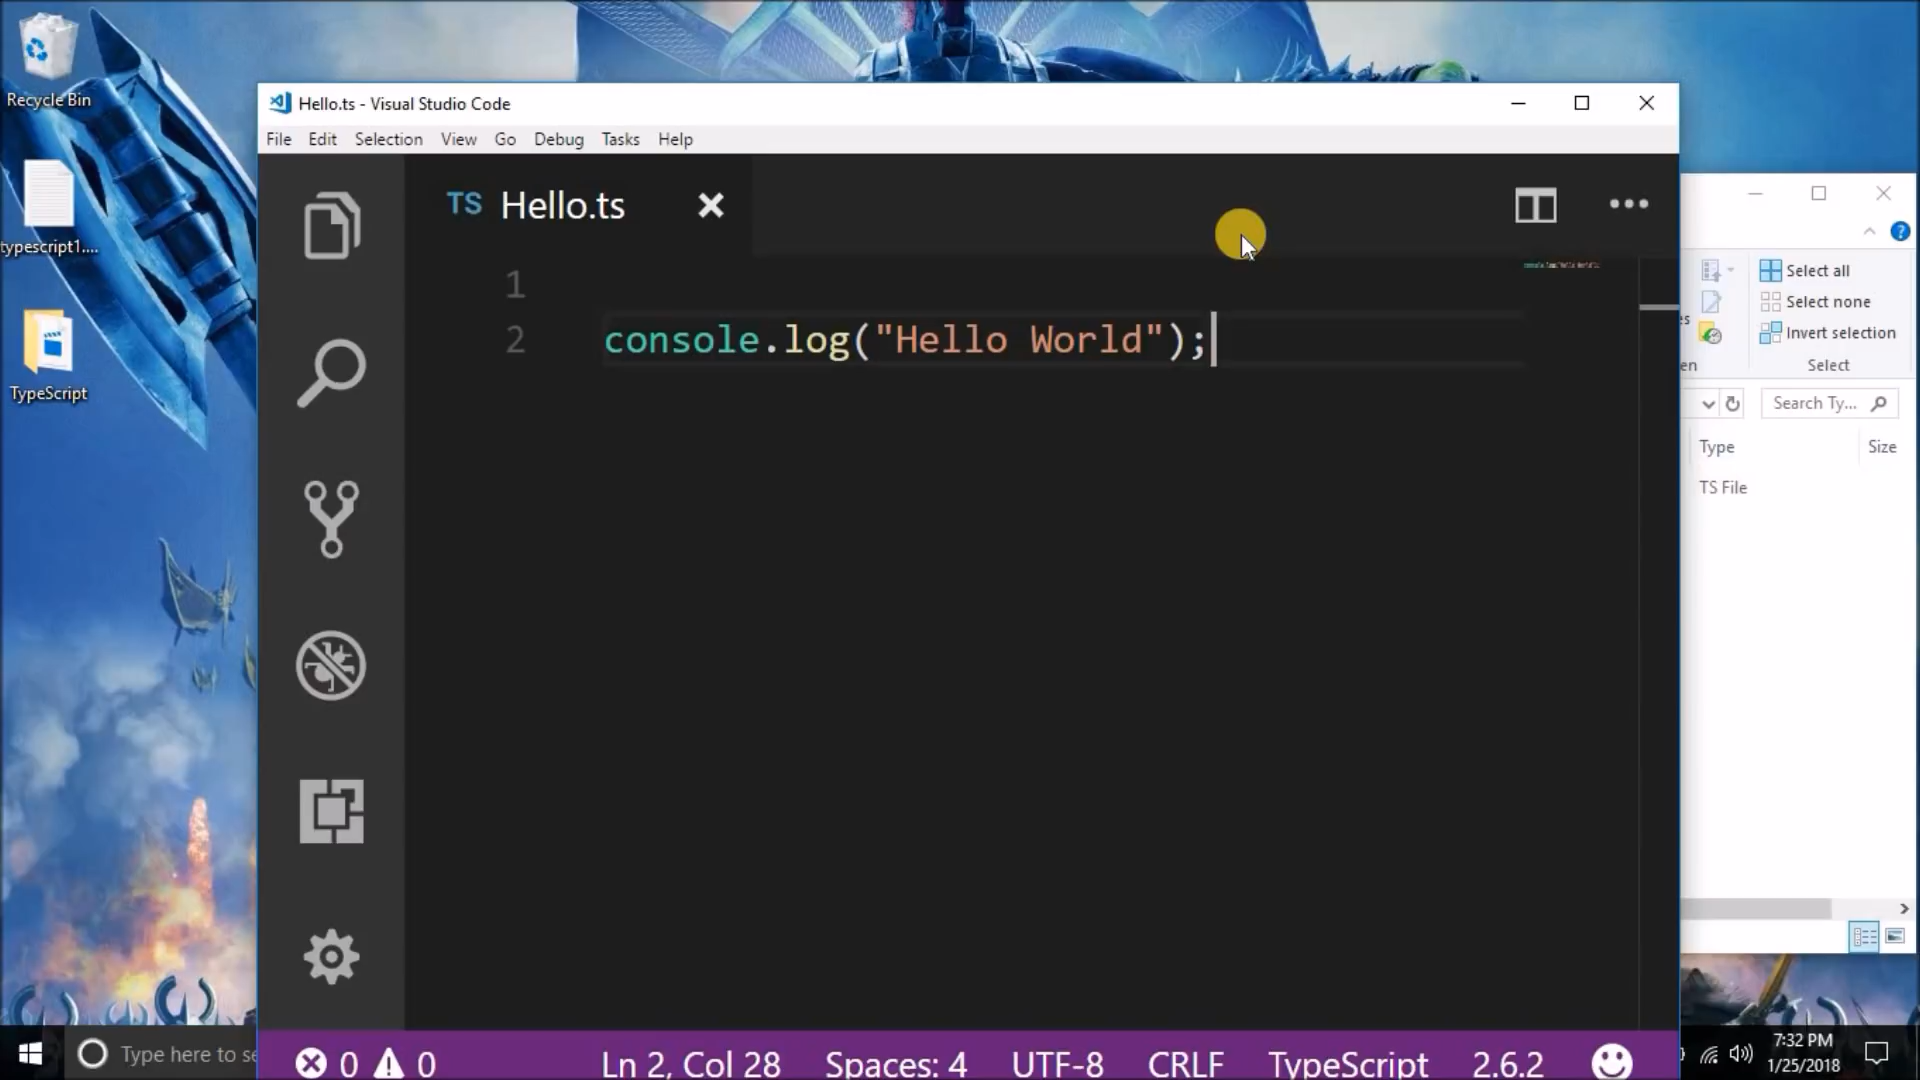 Recycle Bin
typescript1....
TypeScript
Hello.ts - Visual Studio Code
File Edit Selection View Go Debug Tasks Help
TS Hello.ts
1
2 console.log("Hello World");
Select all
Select none
Invert selection
Select
Search Ty...
Type Size
TS File
0 0 Ln 2, Col 28 Spaces: 4 UTF-8 CRLF TypeScript 2.6.2
Type here to se
7:32 PM
1/25/2018